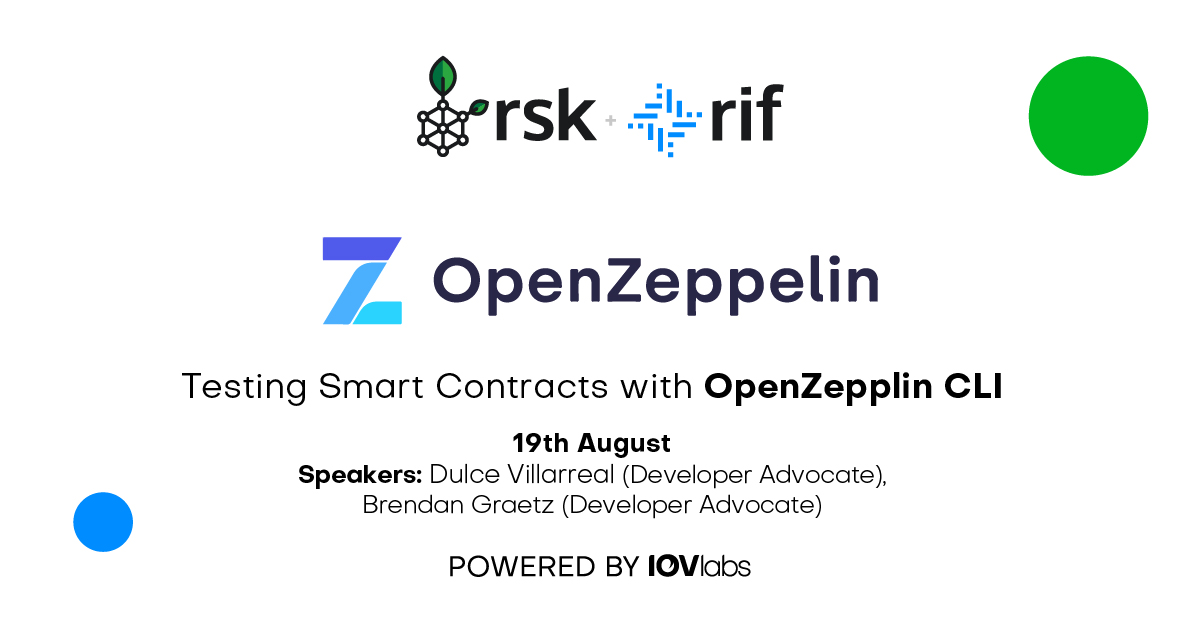 rsk + rif
OpenZeppelin
Testing Smart Contracts with OpenZepplin CLI
19th August
Speakers: Dulce Villarreal (Developer Advocate),
Brendan Graetz (Developer Advocate)
POWERED BY IOVlabs